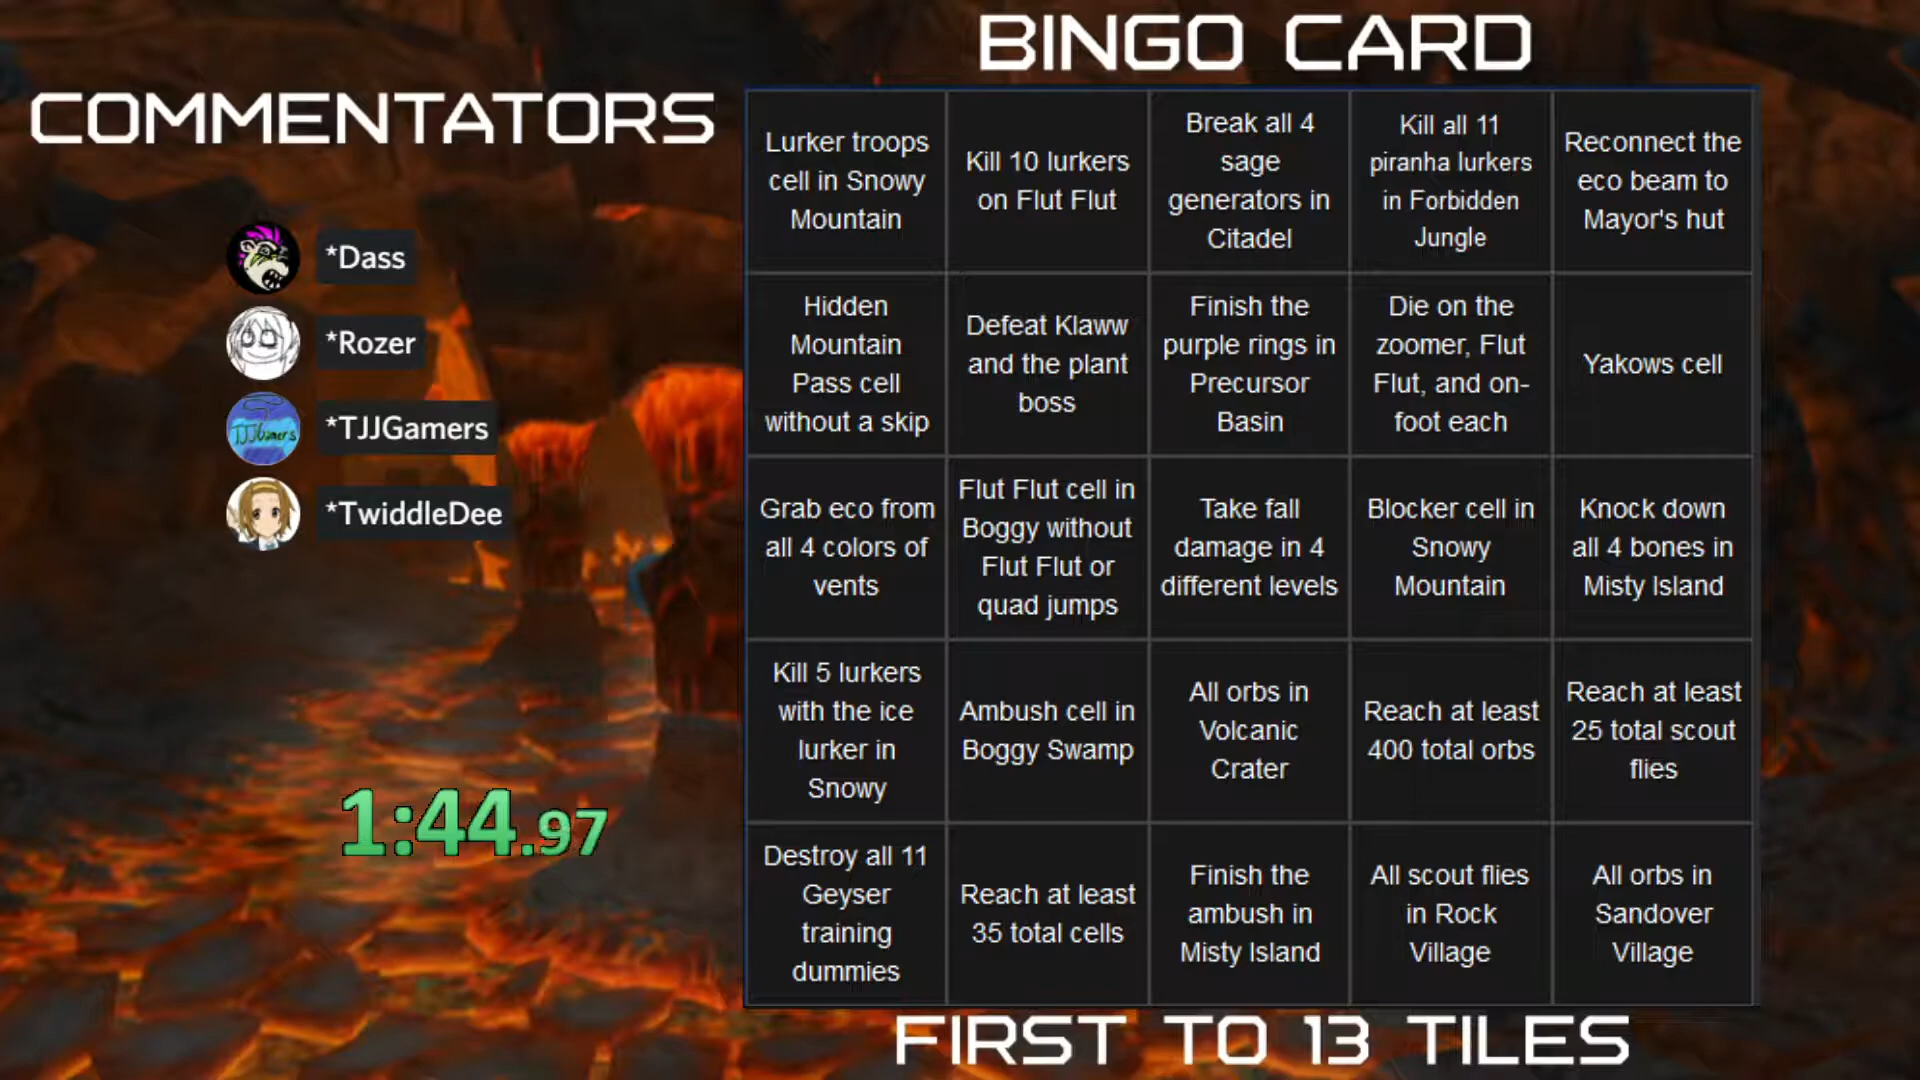 BINGO CARD
COMMENTATORS
*Dass
*Rozer
TJJGamers
*TJJGamers
*TwiddleDee
1:44.97
Lurker troops
cell in Snowy
Mountain
Kill 10 lurkers
on Flut Flut
Break all 4
sage
generators in
Citadel
Kill all 11
piranha lurkers
in Forbidden
Jungle
Reconnect the
eco beam to
Mayor's hut
Hidden
Mountain
Pass cell
without a skip
Defeat Klaww
and the plant
boss
Finish the
purple rings in
Precursor
Basin
Die on the
zoomer, Flut
Flut, and on-
foot each
Yakows cell
Grab eco from
all 4 colors of
vents
Flut Flut cell in
Boggy without
Flut Flut or
quad jumps
Take fall
damage in 4
different levels
Blocker cell in
Snowy
Mountain
Knock down
all 4 bones in
Misty Island
Kill 5 lurkers
with the ice
lurker in
Snowy
Ambush cell in
Boggy Swamp
All orbs in
Volcanic
Crater
Reach at least
400 total orbs
Reach at least
25 total scout
flies
Destroy all 11
Geyser
training
dummies
Reach at least
35 total cells
Finish the
ambush in
Misty Island
All scout flies
in Rock
Village
All orbs in
Sandover
Village
FIRST TO 13 TILES